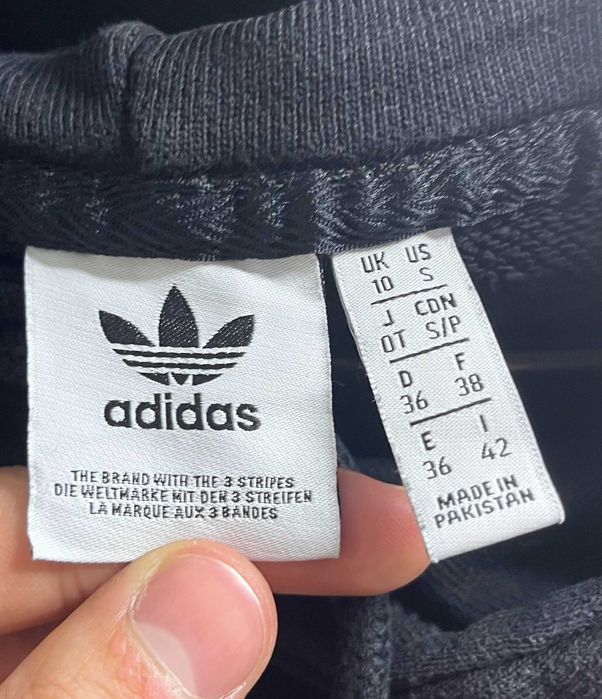 adidas
THE BRAND WITH THE 3 STRIPES
DIE WELTMARKE MIT DEN 3 STREIFEN
LA MARQUE AUX 3 BANDES
UK US
10 S
J CDN
OT S/P
D F
36 38
E I
36 42
MADE IN
PAKISTAN